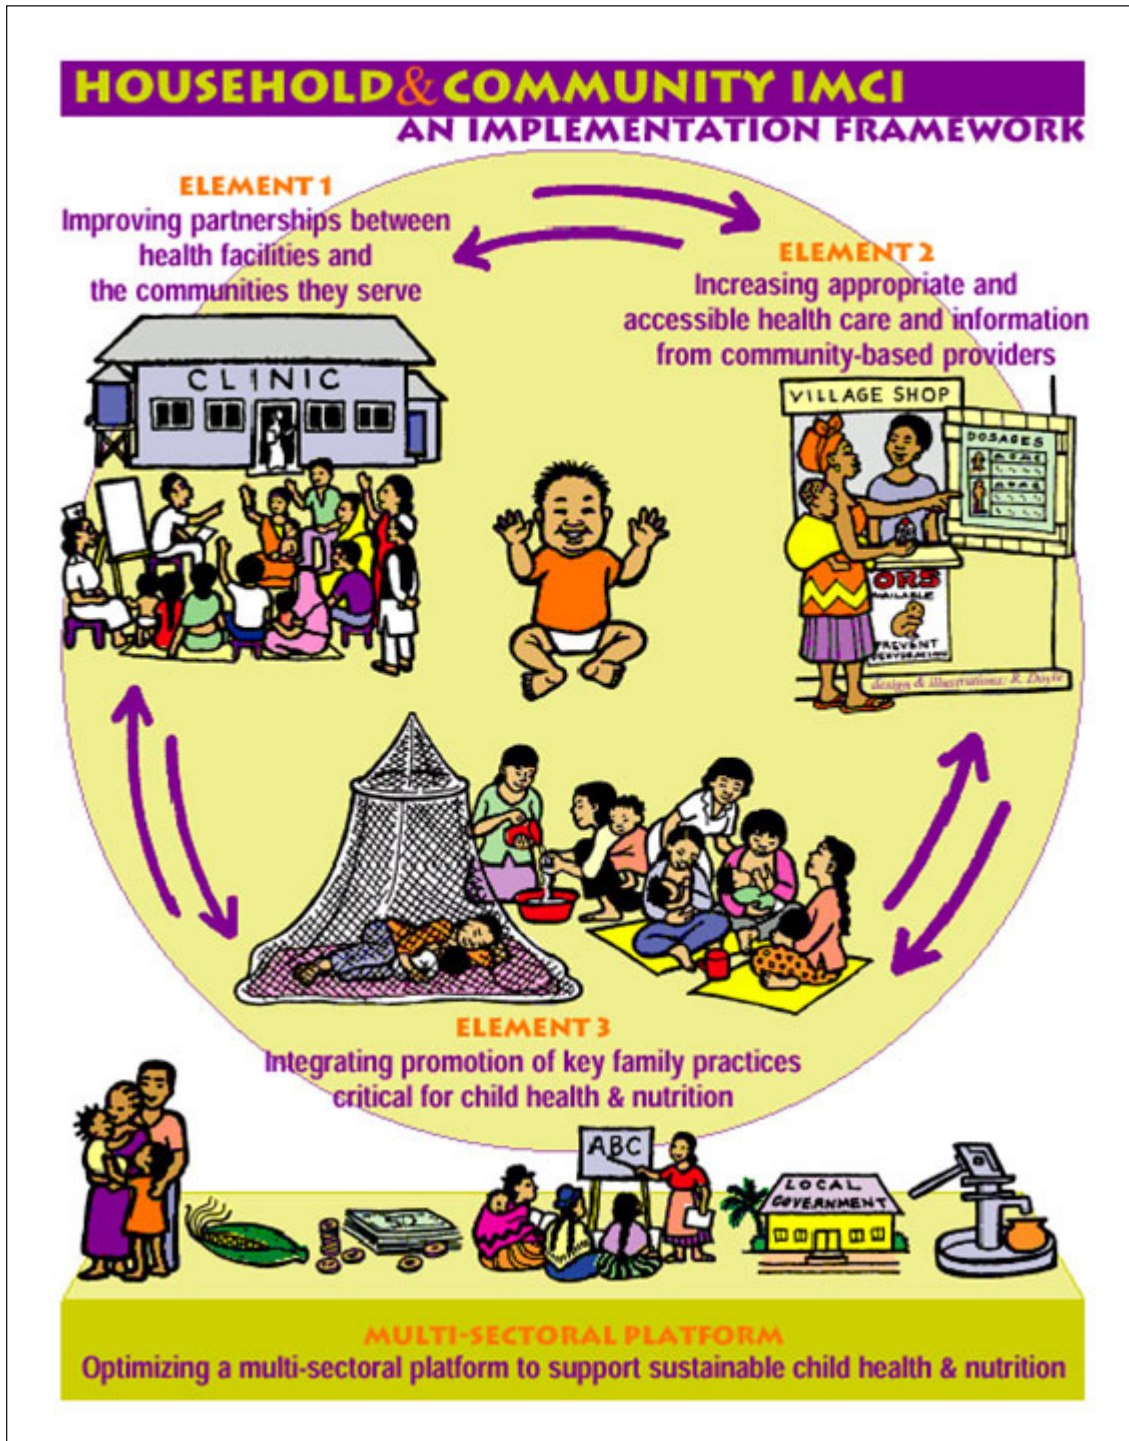 HOUSEHOLD & COMMUNITY IMCI
AN IMPLEMENTATION FRAMEWORK
ELEMENT 1
Improving partnerships between
health facilities and
the communities they serve
ELEMENT 2
Increasing appropriate and
accessible health care and information
from community-based providers
CLINIC
VILLAGE SHOP
DOSAGES
ORS
AVAILABLE
PREVENT
DEHYDRATION
design & illustrations: R. Doyle
ELEMENT 3
Integrating promotion of key family practices
critical for child health & nutrition
ABC
LOCAL
GOVERNMENT
MULTI-SECTORAL PLATFORM
Optimizing a multi-sectoral platform to support sustainable child health & nutrition